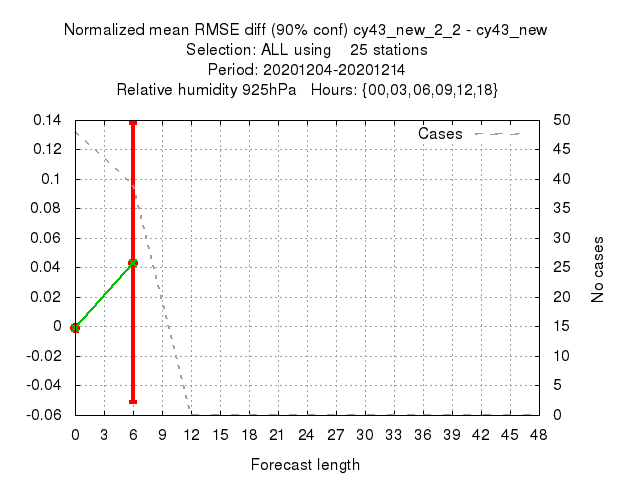 Normalized mean RMSE diff (90% conf) cy43_new_2_2 - cy43_new
Selection: ALL using 25 stations
Period: 20201204-20201214
Relative humidity 925hPa Hours: {00,03,06,09,12,18}
Cases
0.14
0.12
0.1
0.08
0.06
0.04
0.02
0
-0.02
-0.04
-0.06
50
45
40
35
30
25
20
15
10
5
0
No cases
0 3 6 9 12 15 18 21 24 27 30 33 36 39 42 45 48
Forecast length